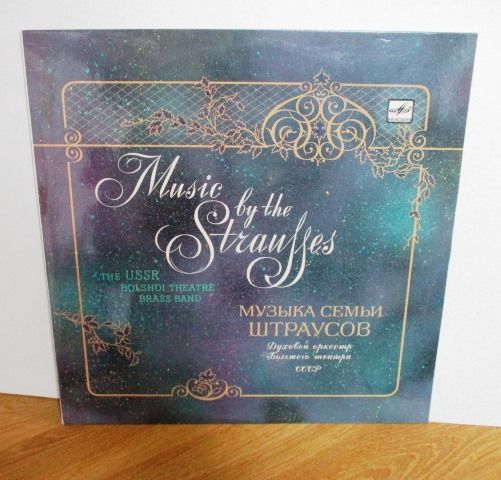 Music
by the
Strauſſes
THE USSR
BOLSHOI THEATRE
BRASS BAND
МУЗЫКА СЕМЬИ
ШТРАУСОВ
Духовой оркестр
Большого театра
СССР